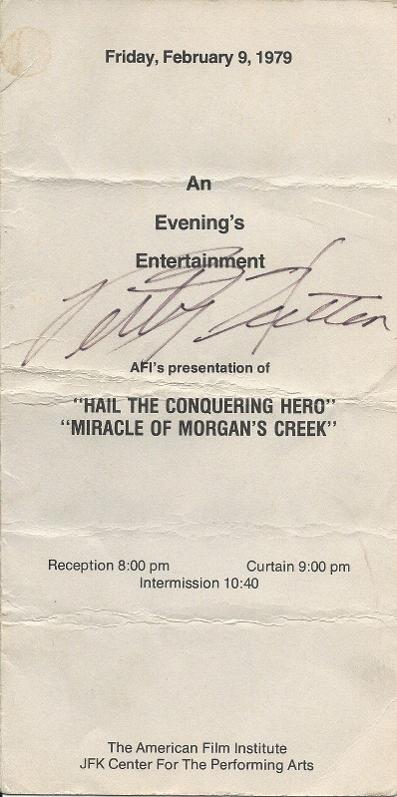 Friday, February 9, 1979
An
Evening's
Entertainment
Betty Hutton
AFI's presentation of
"HAIL THE CONQUERING HERO"
"MIRACLE OF MORGAN'S CREEK"
Reception 8:00 pm Curtain 9:00 pm
Intermission 10:40
The American Film Institute
JFK Center For The Performing Arts